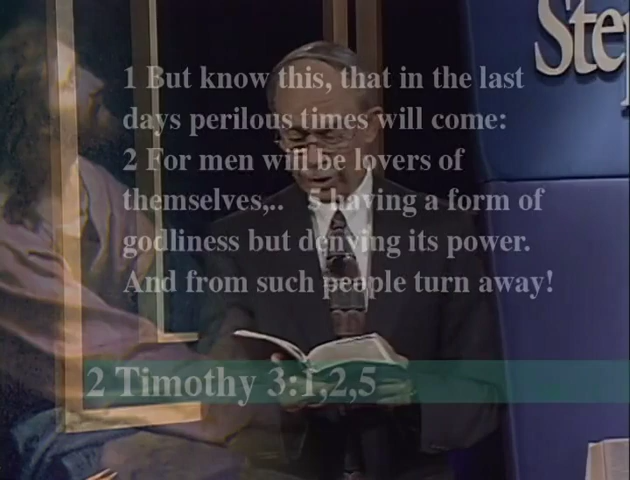 Ste
1 But know this, that in the last
days perilous times will come:
2 For men will be lovers of
themselves,.. 5 having a form of
godliness but denying its power.
And from such people turn away!
2 Timothy 3:1,2,5